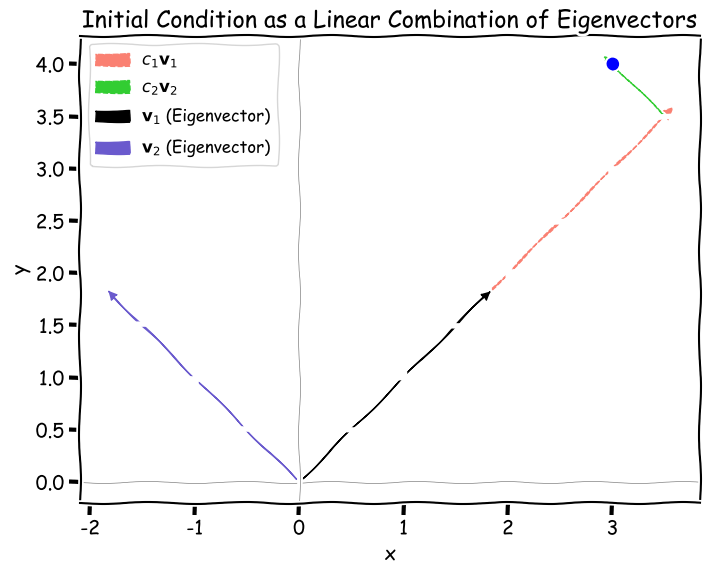 Initial Condition as a Linear Combination of Eigenvectors
c₁v₁
c₂v₂
v₁ (Eigenvector)
v₂ (Eigenvector)
y
4.0
3.5
3.0
2.5
2.0
1.5
1.0
0.5
0.0
-2 -1 0 1 2 3
x